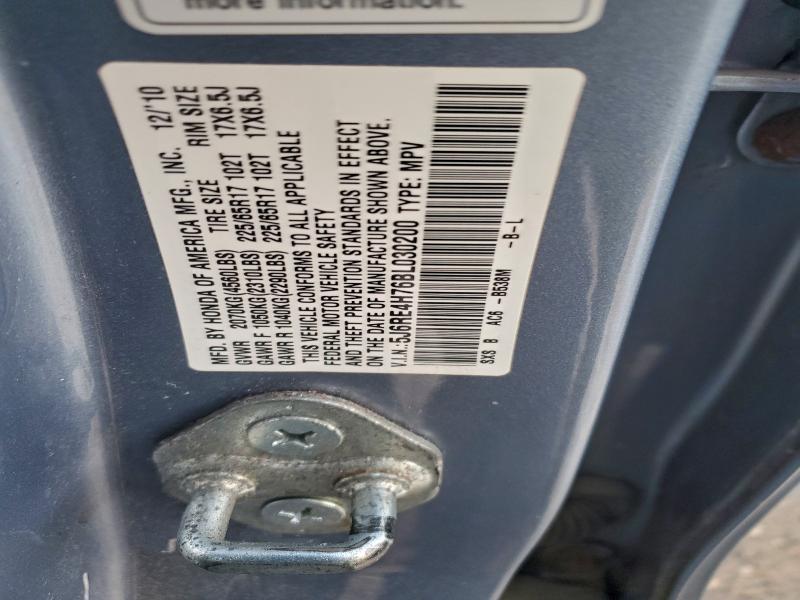 more information.
MFD. BY HONDA OF AMERICA MFG., INC. 12/'10
GVWR 2070KG(4560LBS) TIRE SIZE RIM SIZE
GAWR F 1050KG(2310LBS) 225/65R17 102T 17X6.5J
GAWR R 1040KG(2290LBS) 225/65R17 102T 17X6.5J
THIS VEHICLE CONFORMS TO ALL APPLICABLE
FEDERAL MOTOR VEHICLE SAFETY
AND THEFT PREVENTION STANDARDS IN EFFECT
ON THE DATE OF MANUFACTURE SHOWN ABOVE.
V.I.N.:5J6RE4H76BL030200 TYPE: MPV
SXS B AC6 -B538M -B-L